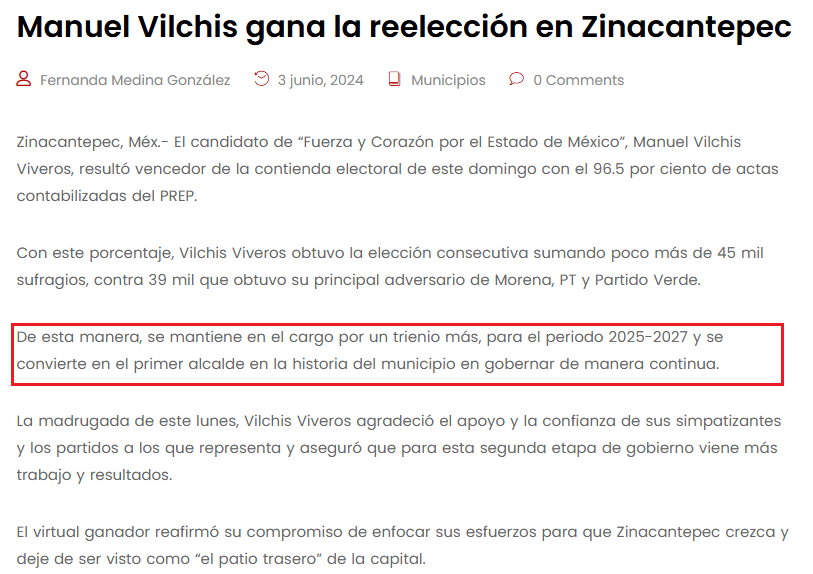 Manuel Vilchis gana la reelección en Zinacantepec
Fernanda Medina González 3 junio, 2024 Municipios 0 Comments
Zinacantepec, Méx.- El candidato de “Fuerza y Corazón por el Estado de México”, Manuel Vilchis
Viveros, resultó vencedor de la contienda electoral de este domingo con el 96.5 por ciento de actas
contabilizadas del PREP.
Con este porcentaje, Vilchis Viveros obtuvo la elección consecutiva sumando poco más de 45 mil
sufragios, contra 39 mil que obtuvo su principal adversario de Morena, PT y Partido Verde.
De esta manera, se mantiene en el cargo por un trienio más, para el periodo 2025-2027 y se
convierte en el primer alcalde en la historia del municipio en gobernar de manera continua.
La madrugada de este lunes, Vilchis Viveros agradeció el apoyo y la confianza de sus simpatizantes
y los partidos a los que representa y aseguró que para esta segunda etapa de gobierno viene más
trabajo y resultados.
El virtual ganador reafirmó su compromiso de enfocar sus esfuerzos para que Zinacantepec crezca y
deje de ser visto como “el patio trasero” de la capital.